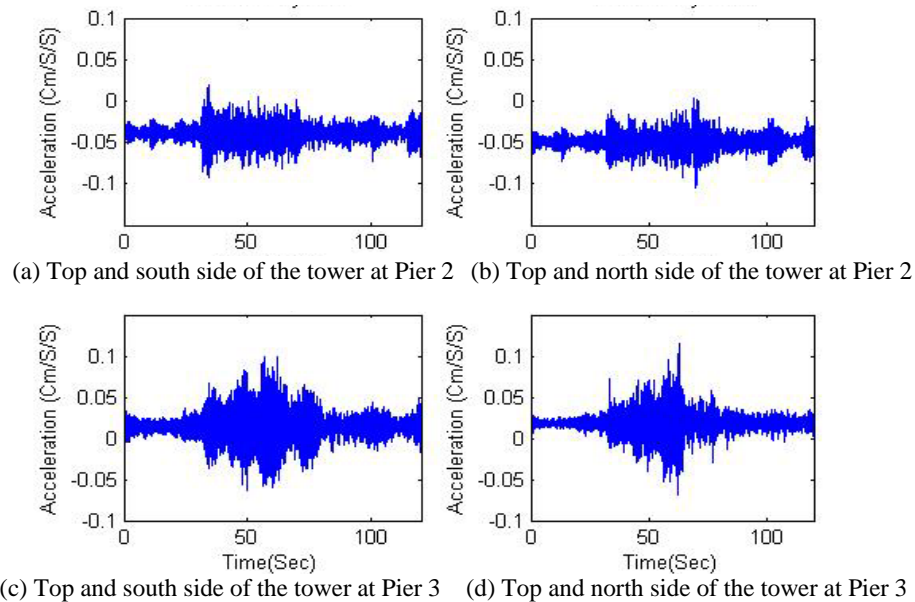 0.1 0.1
0.05 0.05
0 0
-0.05 -0.05
-0.1 -0.1
Acceleration (Cm/S/S) Acceleration (Cm/S/S)
0 50 100 0 50 100
(a) Top and south side of the tower at Pier 2 (b) Top and north side of the tower at Pier 2
0.1 0.1
0.05 0.05
0 0
-0.05 -0.05
-0.1 -0.1
Acceleration (Cm/S/S) Acceleration (Cm/S/S)
0 50 100 0 50 100
Time(Sec) Time(Sec)
(c) Top and south side of the tower at Pier 3 (d) Top and north side of the tower at Pier 3